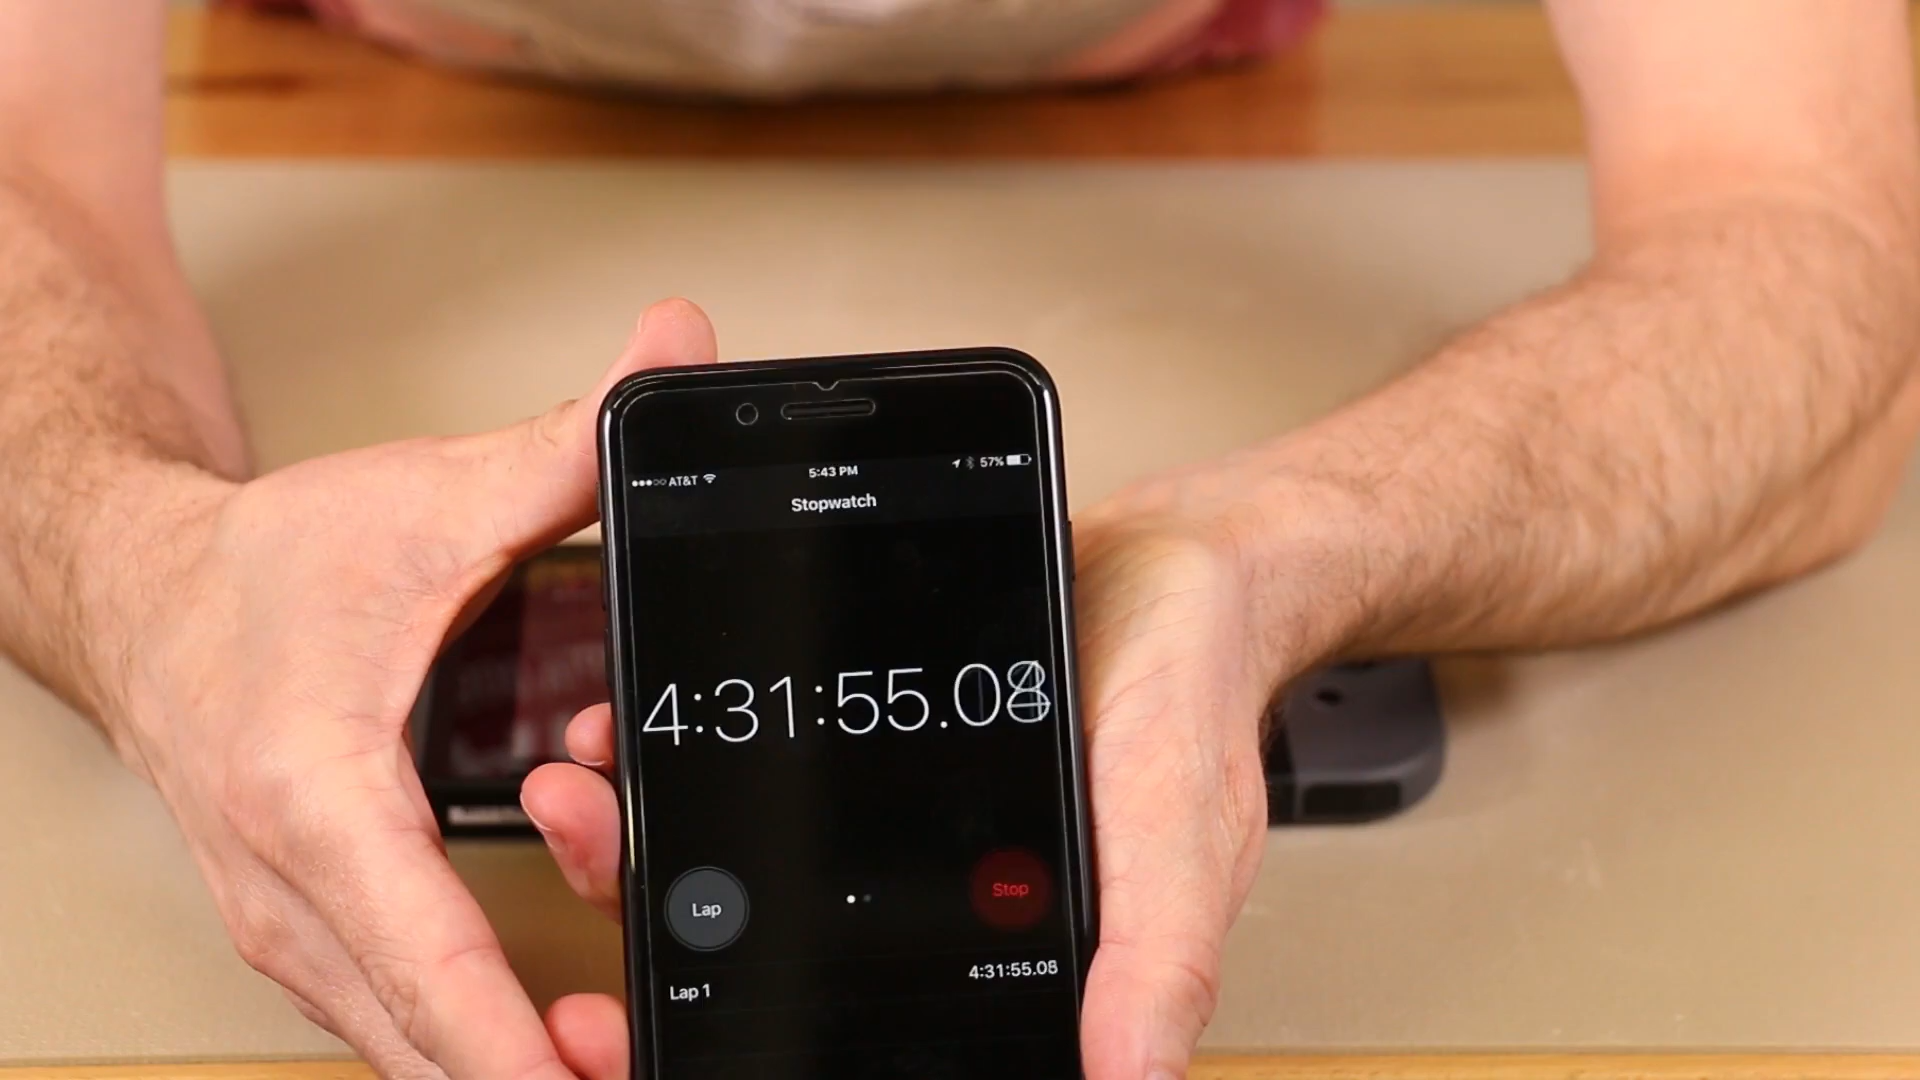 AT&T 5:43 PM 57%
Stopwatch
4:31:55.08
Lap Stop
Lap 1 4:31:55.08